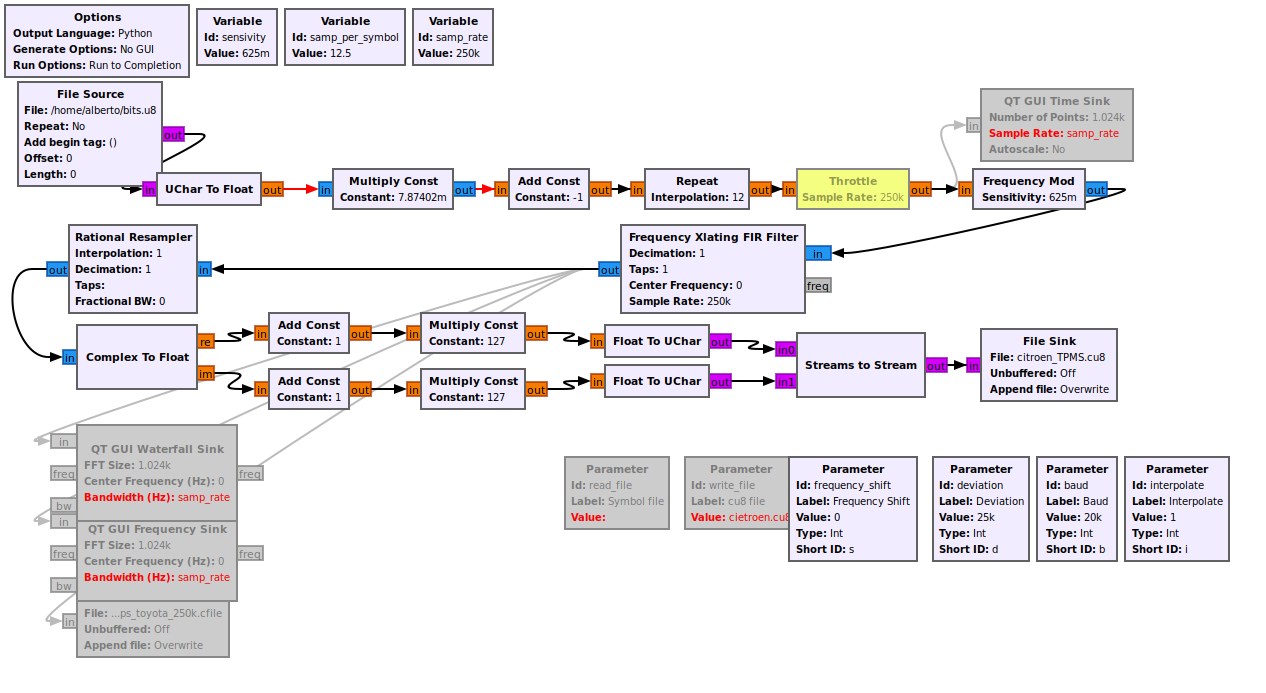 Options
Output Language: Python
Generate Options: No GUI
Run Options: Run to Completion
Variable
Id: sensivity
Value: 625m
Variable
Id: samp_per_symbol
Value: 12.5
Variable
Id: samp_rate
Value: 250k
File Source
File: /home/alberto/bits.u8
Repeat: No
Add begin tag: ()
Offset: 0
Length: 0
out
QT GUI Time Sink
Number of Points: 1.024k
Sample Rate: samp_rate
Autoscale: No
in
in
UChar To Float
out
in
Multiply Const
Constant: 7.87402m
out
in
Add Const
Constant: -1
out
in
Repeat
Interpolation: 12
out
in
Throttle
Sample Rate: 250k
out
in
Frequency Mod
Sensitivity: 625m
out
Rational Resampler
Interpolation: 1
Decimation: 1
Taps:
Fractional BW: 0
out
in
Frequency Xlating FIR Filter
Decimation: 1
Taps: 1
Center Frequency: 0
Sample Rate: 250k
out
in
freq
in
Complex To Float
re
im
in
Add Const
Constant: 1
out
in
Multiply Const
Constant: 127
out
in
Float To UChar
out
in
Add Const
Constant: 1
out
in
Multiply Const
Constant: 127
out
in
Float To UChar
out
in0
in1
Streams to Stream
out
in
File Sink
File: citroen_TPMS.cu8
Unbuffered: Off
Append file: Overwrite
QT GUI Waterfall Sink
FFT Size: 1.024k
Center Frequency (Hz): 0
Bandwidth (Hz): samp_rate
in
freq
bw
freq
QT GUI Frequency Sink
FFT Size: 1.024k
Center Frequency (Hz): 0
Bandwidth (Hz): samp_rate
in
freq
bw
freq
File: ...ps_toyota_250k.cfile
Unbuffered: Off
Append file: Overwrite
in
Parameter
Id: read_file
Label: Symbol file
Value:
Parameter
Id: write_file
Label: cu8 file
Value: cietroen.cu8
Parameter
Id: frequency_shift
Label: Frequency Shift
Value: 0
Type: Int
Short ID: s
Parameter
Id: deviation
Label: Deviation
Value: 25k
Type: Int
Short ID: d
Parameter
Id: baud
Label: Baud
Value: 20k
Type: Int
Short ID: b
Parameter
Id: interpolate
Label: Interpolate
Value: 1
Type: Int
Short ID: i